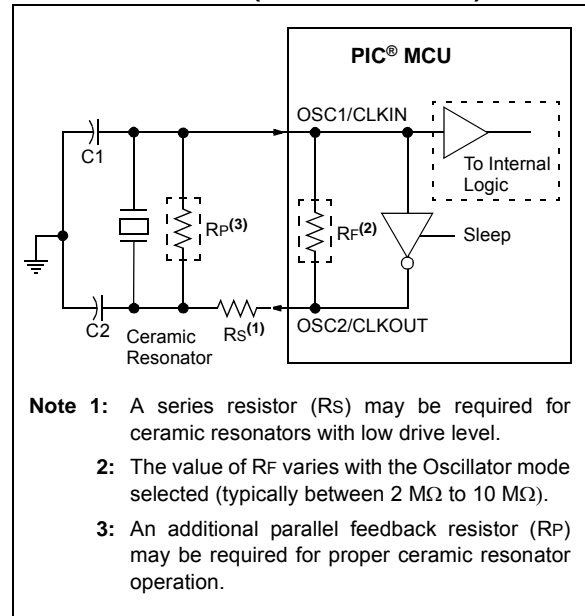 PIC® MCU
OSC1/CLKIN
C1
To Internal
Logic
RP(3)
RF(2)
Sleep
C2
Ceramic
Resonator
RS(1)
OSC2/CLKOUT
Note 1: A series resistor (RS) may be required for
ceramic resonators with low drive level.
2: The value of RF varies with the Oscillator mode
selected (typically between 2 MΩ to 10 MΩ).
3: An additional parallel feedback resistor (RP)
may be required for proper ceramic resonator
operation.